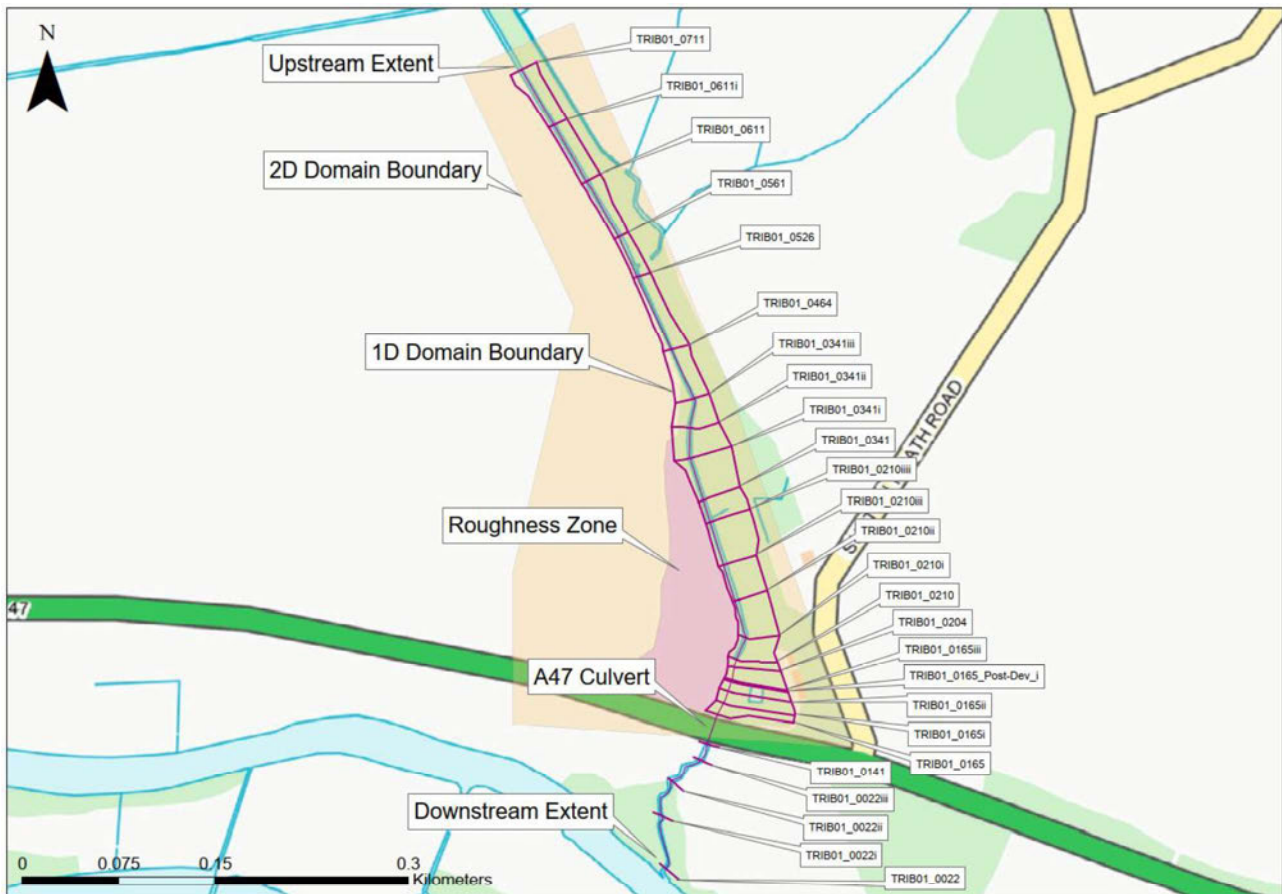 N
TRIB01_0711
Upstream Extent
TRIB01_0611i
TRIB01_0611
2D Domain Boundary
TRIB01_0561
TRIB01_0526
TRIB01_0464
1D Domain Boundary
TRIB01_0341iii
TRIB01_0341ii
TRIB01_0341i
TRIB01_0341
TRIB01_0210iiii
Roughness Zone
TRIB01_0210iii
TRIB01_0210ii
TRIB01_0210i
TRIB01_0210
47
TRIB01_0204
TRIB01_0165iii
A47 Culvert
TRIB01_0165_Post-Dev_i
TRIB01_0165ii
TRIB01_0165i
TRIB01_0165
TRIB01_0141
TRIB01_0022iii
Downstream Extent
TRIB01_0022ii
TRIB01_0022i
TRIB01_0022
0 0.075 0.15 0.3
Kilometers
ROAD